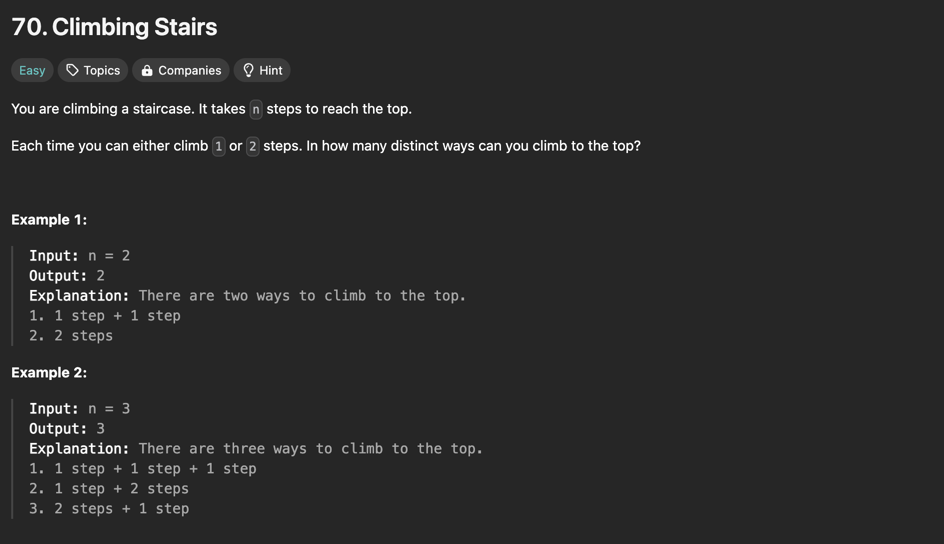 70. Climbing Stairs
Easy Topics Companies Hint
You are climbing a staircase. It takes n steps to reach the top.
Each time you can either climb 1 or 2 steps. In how many distinct ways can you climb to the top?
Example 1:
Input: n = 2
Output: 2
Explanation: There are two ways to climb to the top.
1. 1 step + 1 step
2. 2 steps
Example 2:
Input: n = 3
Output: 3
Explanation: There are three ways to climb to the top.
1. 1 step + 1 step + 1 step
2. 1 step + 2 steps
3. 2 steps + 1 step